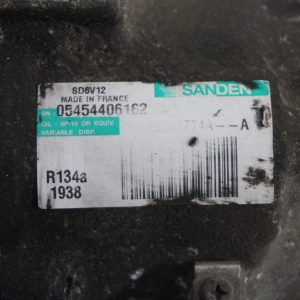 SD6V12
SANDEN
MADE IN FRANCE
SN : 05454406162
OIL : SP-10 OR EQUIV.
VARIABLE DISP.
--A
R134a
1938